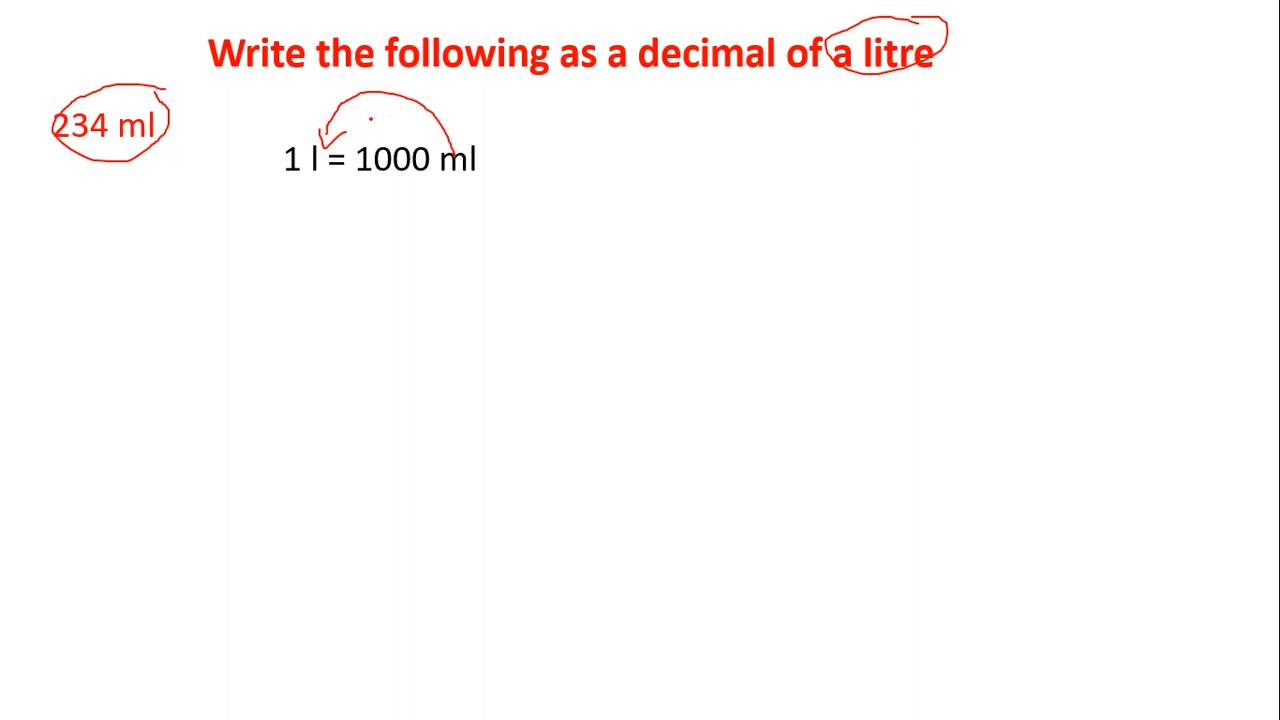 Write the following as a decimal of a litre
234 ml
1 l = 1000 ml